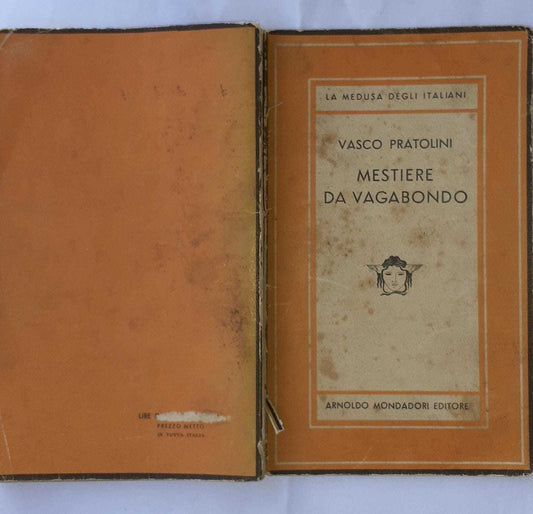 LIRE
PREZZO NETTO
IN TUTTA ITALIA
LA MEDUSA DEGLI ITALIANI
VASCO PRATOLINI
MESTIERE
DA VAGABONDO
ARNOLDO MONDADORI EDITORE